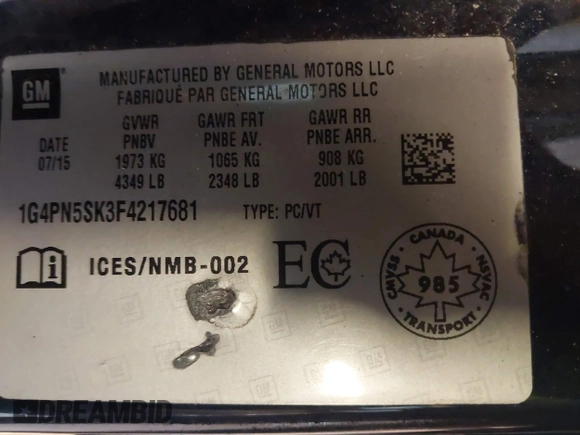 GM
MANUFACTURED BY GENERAL MOTORS LLC
FABRIQUÉ PAR GENERAL MOTORS LLC
GVWR GAWR FRT GAWR RR
DATE PNBV PNBE AV. PNBE ARR.
07/15 1973 KG 1065 KG 908 KG
4349 LB 2348 LB 2001 LB
1G4PN5SK3F4217681 TYPE: PC/VT
i ICES/NMB-002 EC
CANADA
CMVSS 985 NSVAC
TRANSPORT
DREAMBID